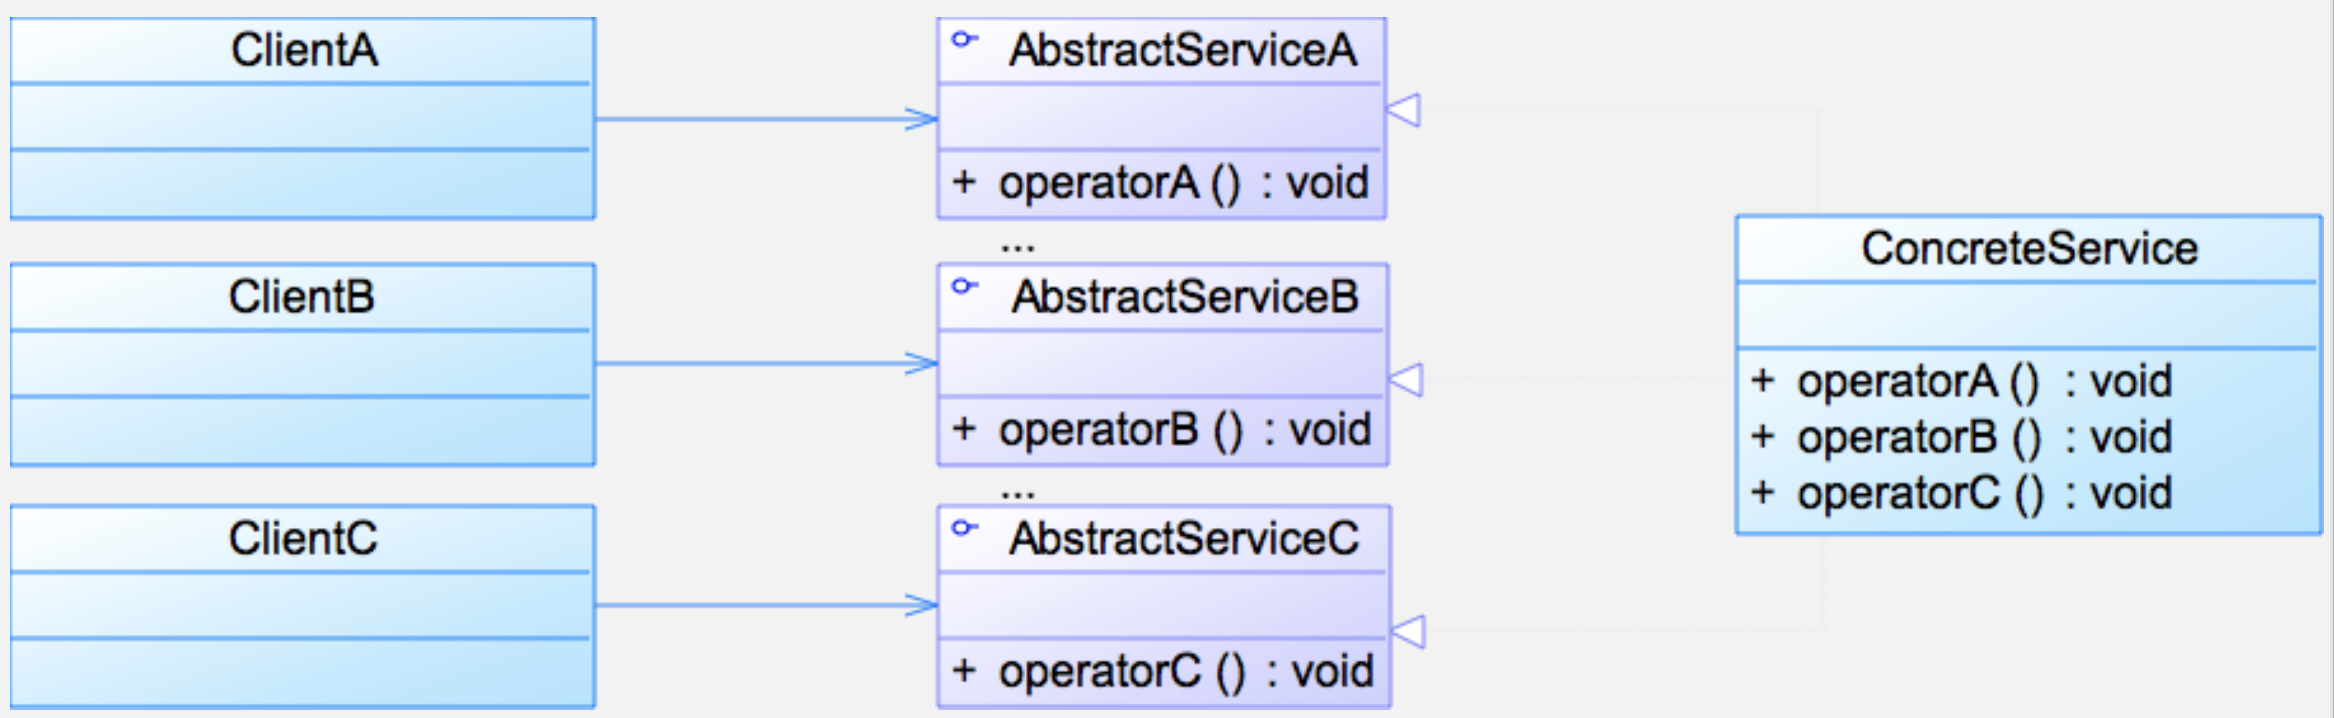 ClientA
AbstractServiceA
+ operatorA () : void
...
ClientB
AbstractServiceB
+ operatorB () : void
...
ClientC
AbstractServiceC
+ operatorC () : void
ConcreteService
+ operatorA () : void
+ operatorB () : void
+ operatorC () : void